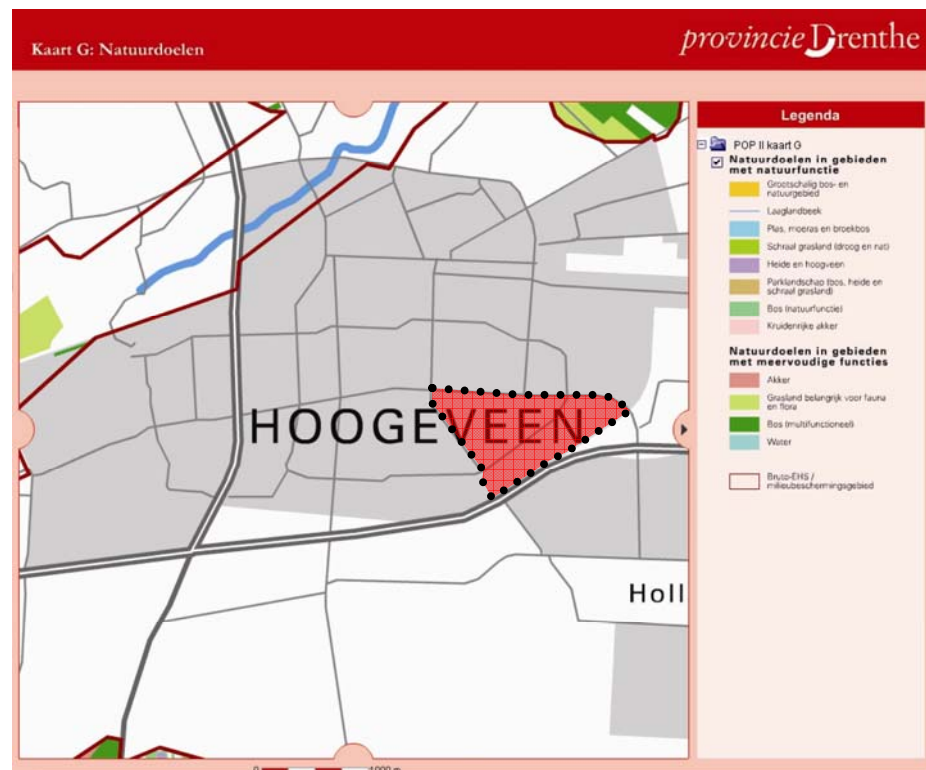 Kaart G: Natuurdoelen
provincie Drenthe
HOOGEVEEN
Holl
Legenda
POP II kaart G
Natuurdoelen in gebieden
met natuurfunctie
Grootschalig bos- en
natuurgebied
Laaglandbeek
Plas, moeras en broekbos
Schraal grasland (droog en nat)
Heide en hoogveen
Parklandschap (bos, heide en
schraal grasland)
Bos (natuurfunctie)
Kruidenrijke akker
Natuurdoelen in gebieden
met meervoudige functies
Akker
Grasland belangrijk voor fauna
en flora
Bos (multifunctioneel)
Water
Bruto-EHS /
milieubeschermingsgebied